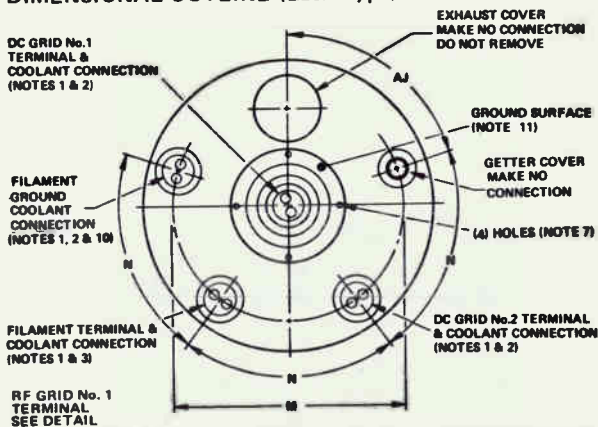 DIMENSIONAL OUTLINE
EXHAUST COVER
MAKE NO CONNECTION
DO NOT REMOVE
DC GRID No.1
TERMINAL &
COOLANT CONNECTION
(NOTES 1 & 2)
AJ
GROUND SURFACE
(NOTE 11)
GETTER COVER
MAKE NO
CONNECTION
FILAMENT
GROUND
COOLANT
CONNECTION
(NOTES 1, 2 & 10)
(4) HOLES (NOTE 7)
N
N
FILAMENT TERMINAL &
COOLANT CONNECTION
(NOTES 1 & 3)
DC GRID No.2 TERMINAL
& COOLANT CONNECTION
(NOTES 1 & 2)
N
RF GRID No. 1
TERMINAL
SEE DETAIL
M